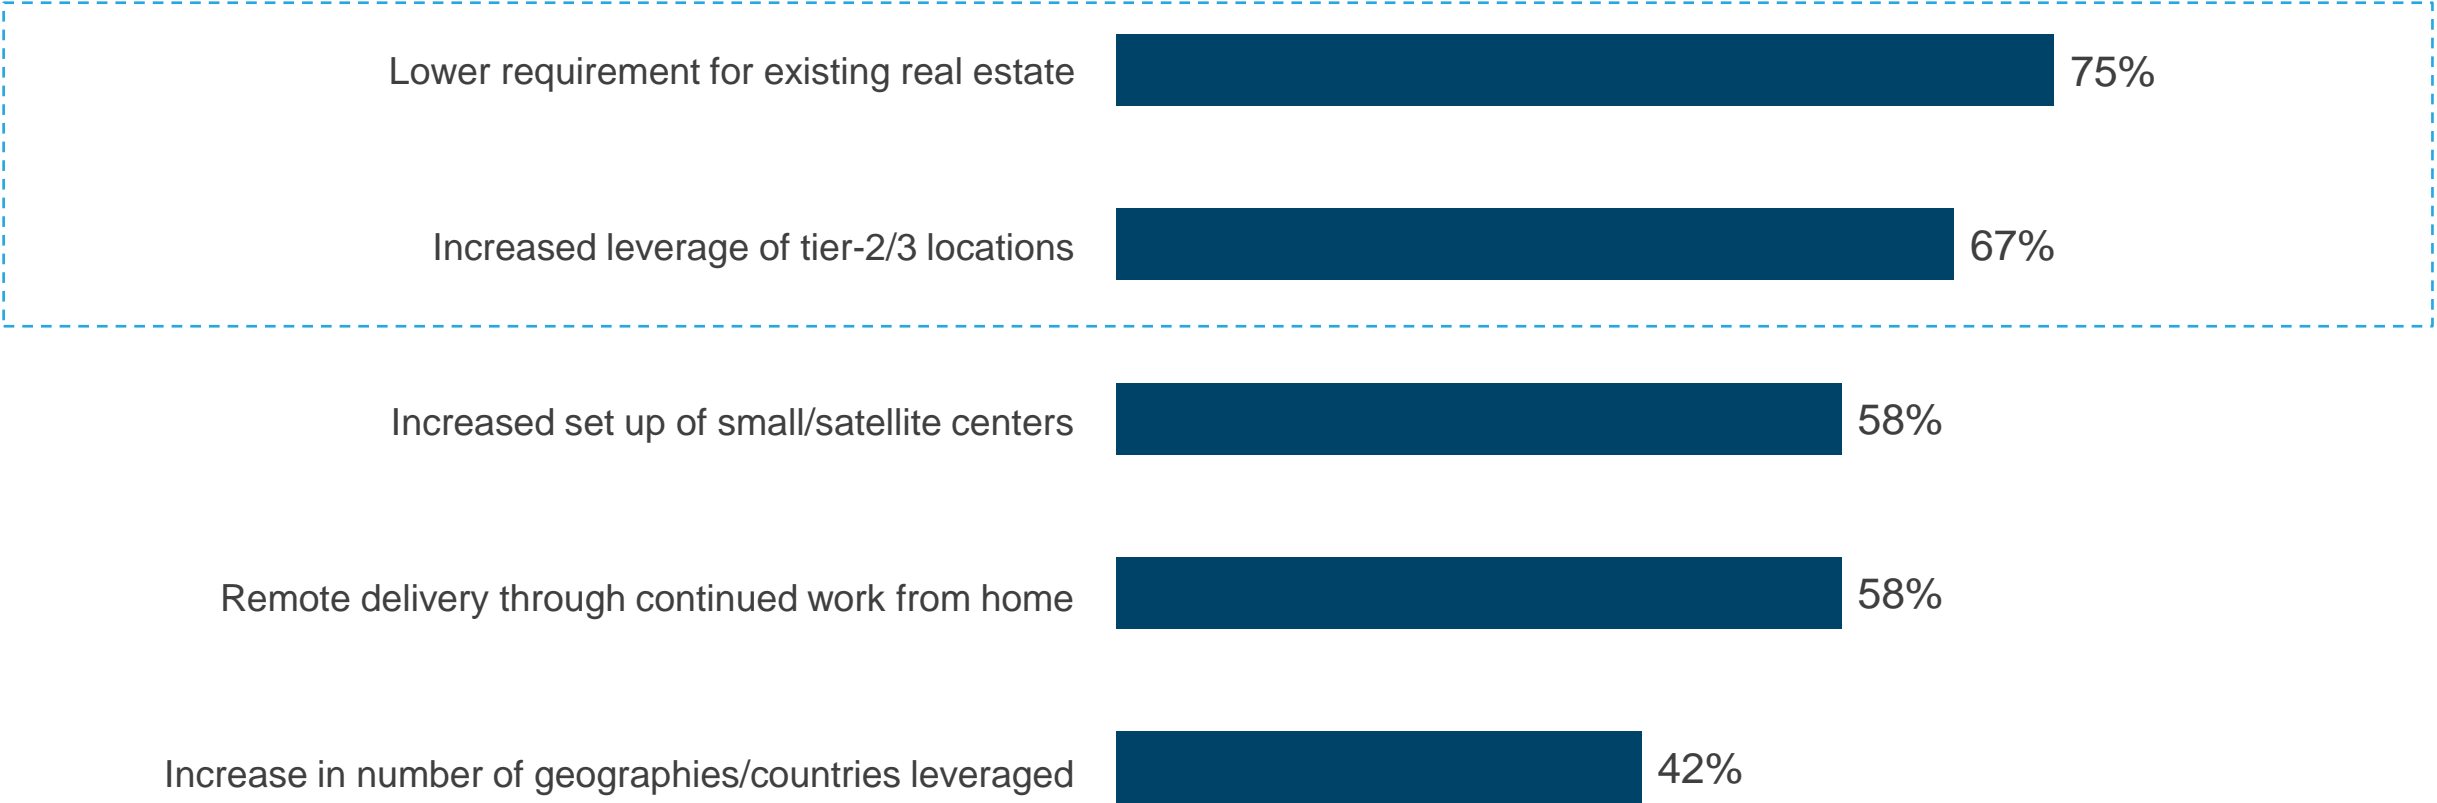 Lower requirement for existing real estate 75%
Increased leverage of tier-2/3 locations 67%
Increased set up of small/satellite centers 58%
Remote delivery through continued work from home 58%
Increase in number of geographies/countries leveraged 42%